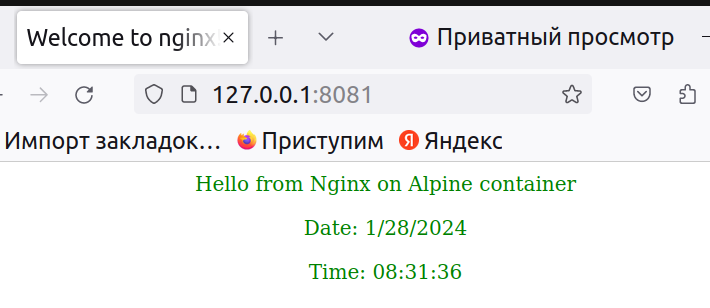 Welcome to nginx!
Приватный просмотр
127.0.0.1:8081
Импорт закладок…
Приступим
Яндекс
Hello from Nginx on Alpine container
Date: 1/28/2024
Time: 08:31:36